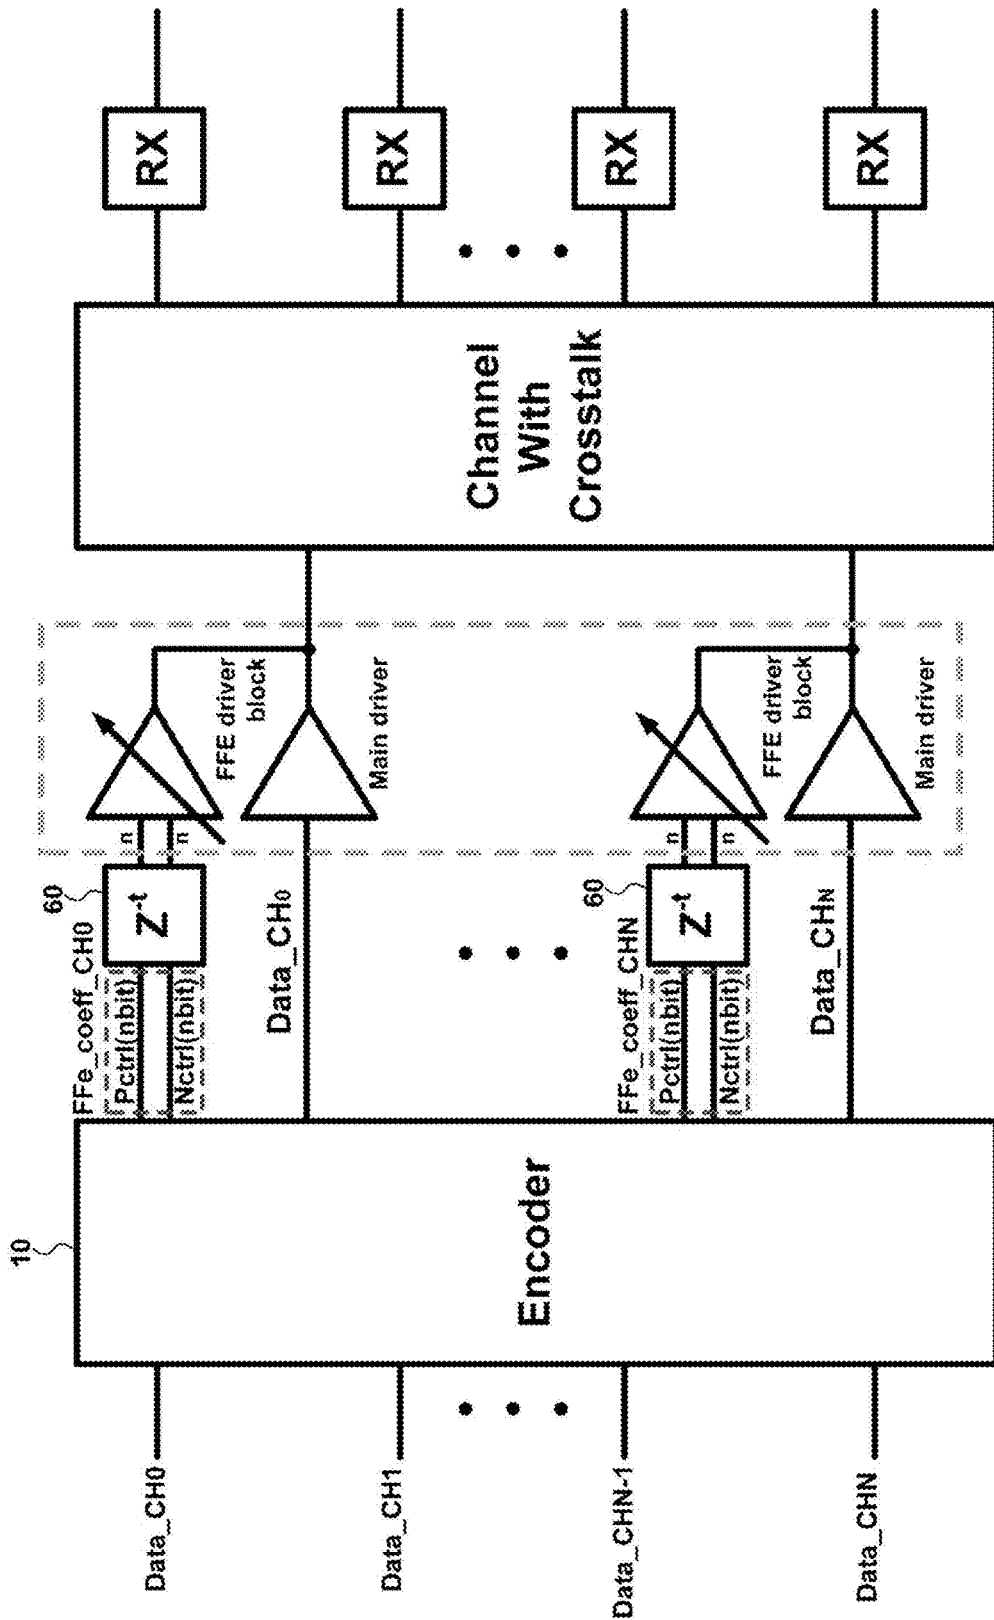 Data_CH0
Data_CH1
Data_CHN-1
Data_CHN
10
Encoder
FFe_coeff_CH0
Pctrl(nbit)
Nctrl(nbit)
60
Z-t
n
n
FFE driver
block
Data_CH0
Main driver
FFe_coeff_CHN
Pctrl(nbit)
Nctrl(nbit)
60
Z-t
n
n
FFE driver
block
Data_CHN
Main driver
Channel
With
Crosstalk
RX
RX
RX
RX